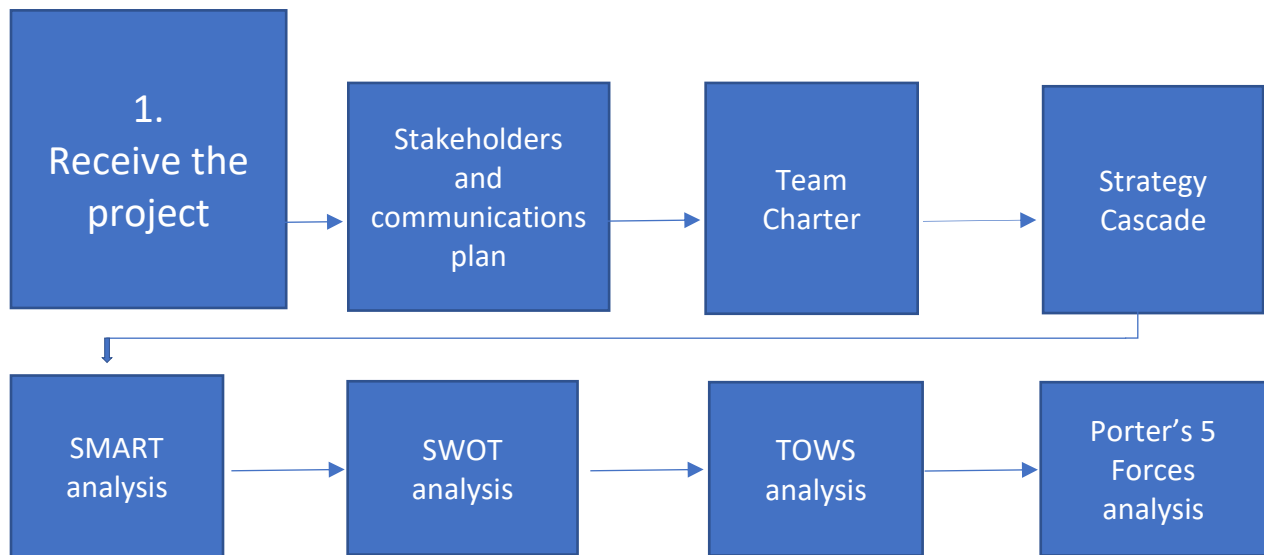 1.
Receive the
project
Stakeholders
and
communications
plan
Team
Charter
Strategy
Cascade
SMART
analysis
SWOT
analysis
TOWS
analysis
Porter’s 5
Forces
analysis